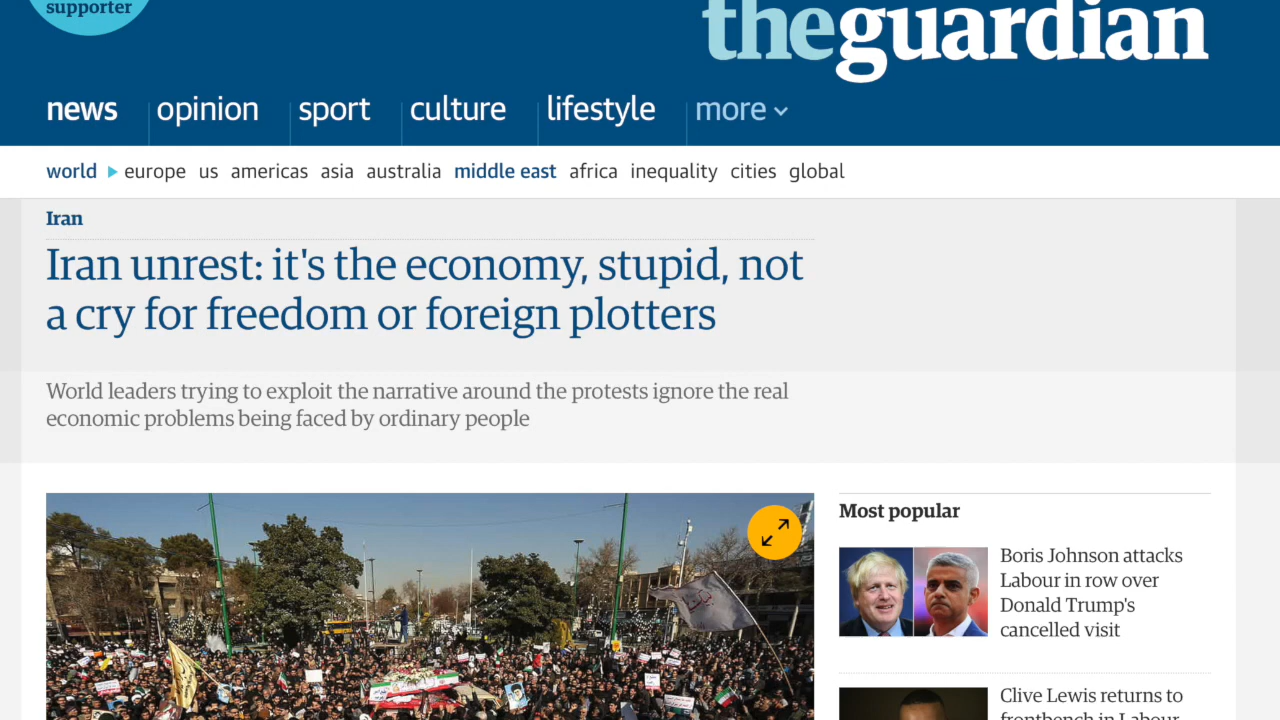 supporter
theguardian
news
opinion
sport
culture
lifestyle
more
world
europe
us
americas
asia
australia
middle east
africa
inequality
cities
global
Iran
Iran unrest: it's the economy, stupid, not
a cry for freedom or foreign plotters
World leaders trying to exploit the narrative around the protests ignore the real
economic problems being faced by ordinary people
Most popular
Boris Johnson attacks
Labour in row over
Donald Trump's
cancelled visit
Clive Lewis returns to
frontbench in Labour